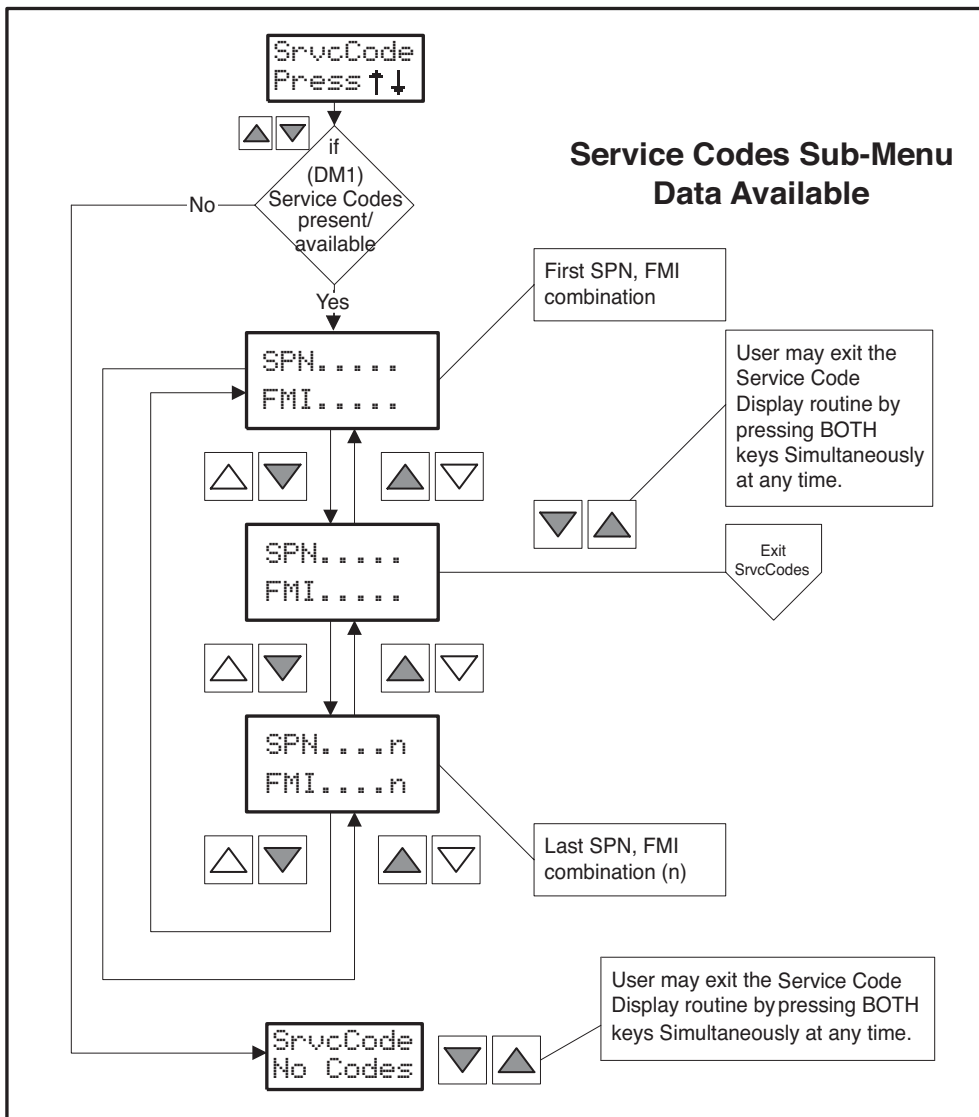 SrvcCode
Press↑↓
Service Codes Sub-Menu
Data Available
if
(DM1)
Service Codes
present/
available
No
Yes
First SPN, FMI
combination
SPN.....
FMI.....
User may exit the
Service Code
Display routine by
pressing BOTH
keys Simultaneously
at any time.
SPN.....
FMI.....
Exit
SrvcCodes
SPN....n
FMI....n
Last SPN, FMI
combination (n)
SrvcCode
No Codes
User may exit the Service Code
Display routine by pressing BOTH
keys Simultaneously at any time.